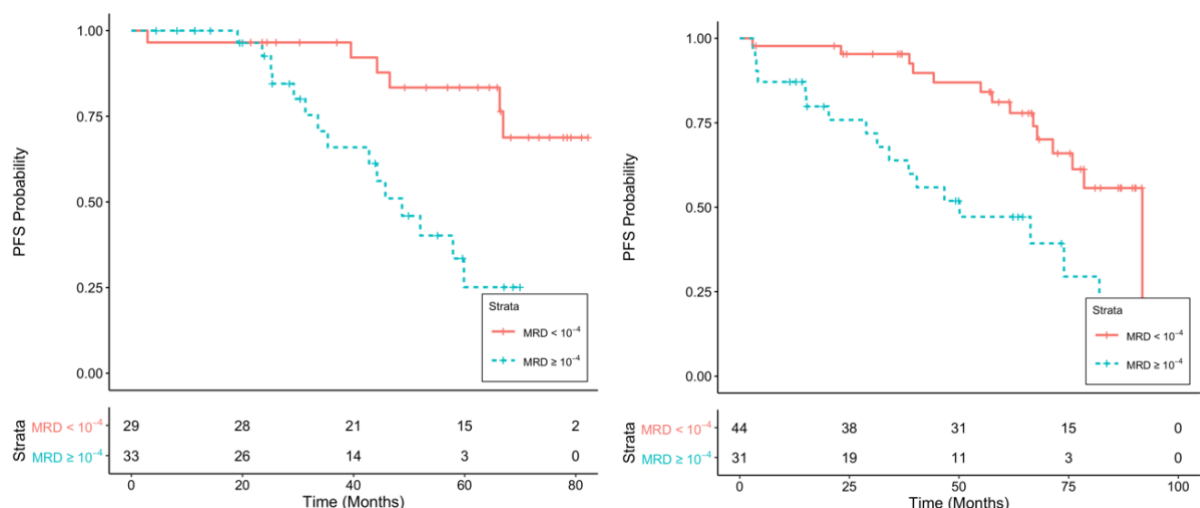 1.00
0.75
0.50
0.25
0.00
PFS Probability
Strata
MRD < 10⁻⁴
MRD ≥ 10⁻⁴
Strata
MRD < 10⁻⁴ 29 28 21 15 2
MRD ≥ 10⁻⁴ 33 26 14 3 0
0 20 40 60 80
Time (Months)
1.00
0.75
0.50
0.25
0.00
PFS Probability
Strata
MRD < 10⁻⁴
MRD ≥ 10⁻⁴
Strata
MRD < 10⁻⁴ 44 38 31 15 0
MRD ≥ 10⁻⁴ 31 19 11 3 0
0 25 50 75 100
Time (Months)